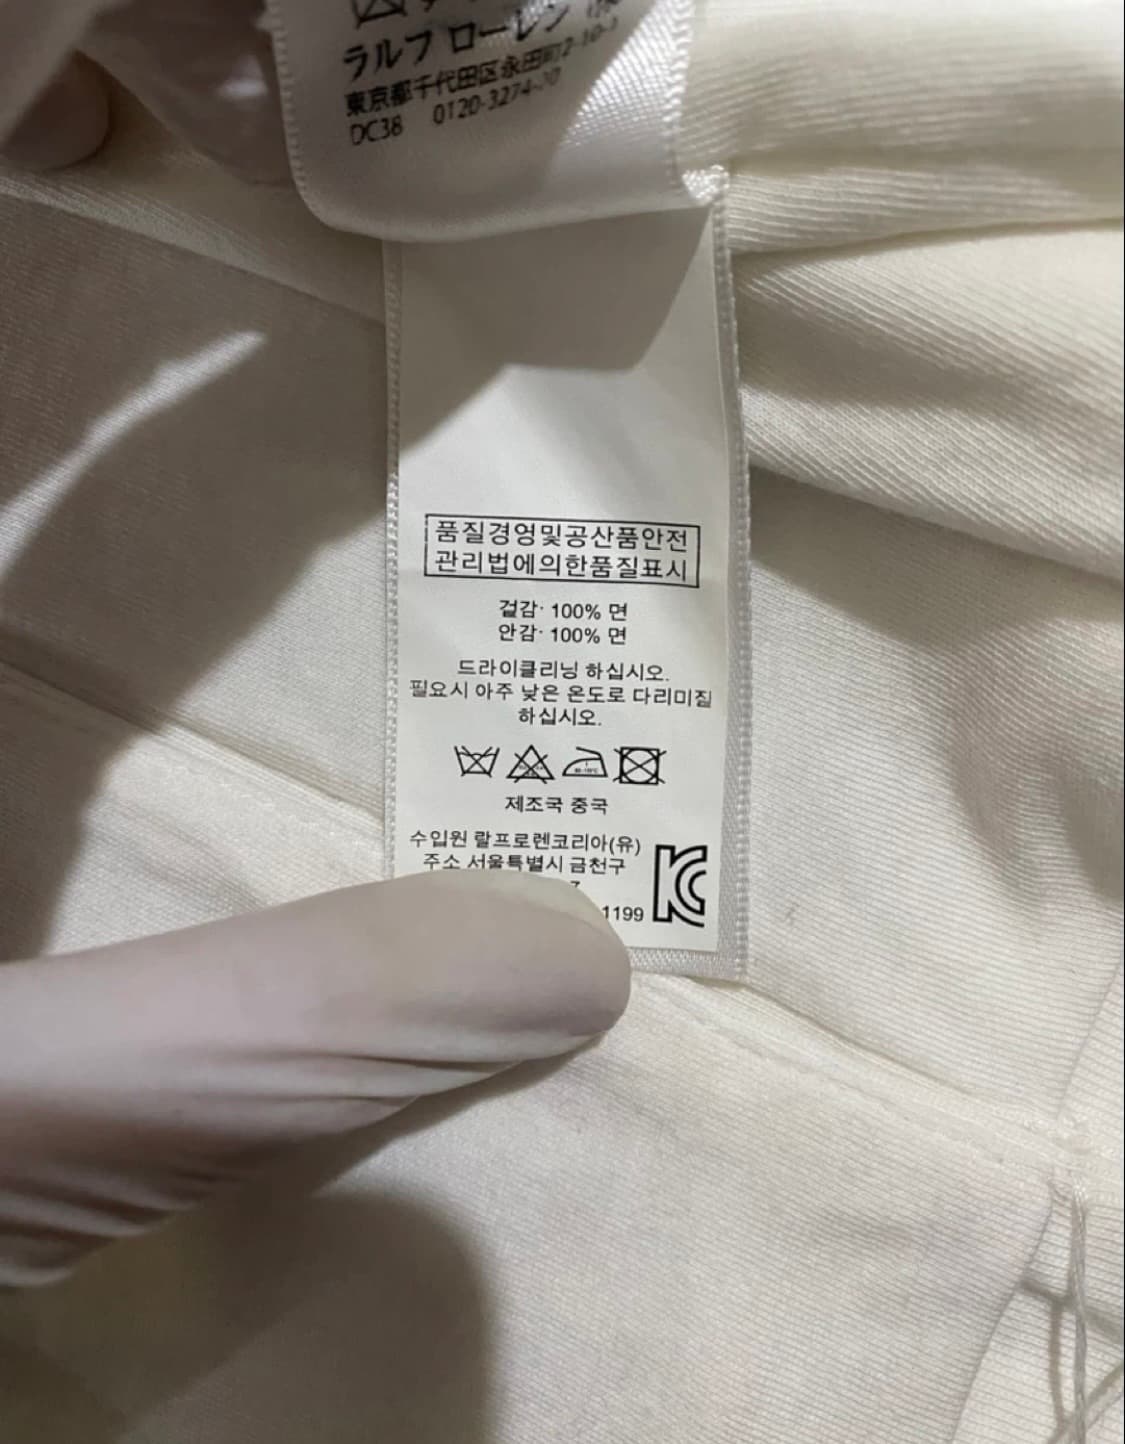 ラルフ ローレン
東京都千代田区永田町2-10-3
DC38 0120-3274-20
품질경영및공산품안전
관리법에의한품질표시
겉감· 100% 면
안감· 100% 면
드라이클리닝 하십시오.
필요시 아주 낮은 온도로 다리미질
하십시오.
제조국 중국
수입원 랄프로렌코리아(유)
주소 서울특별시 금천구
1199